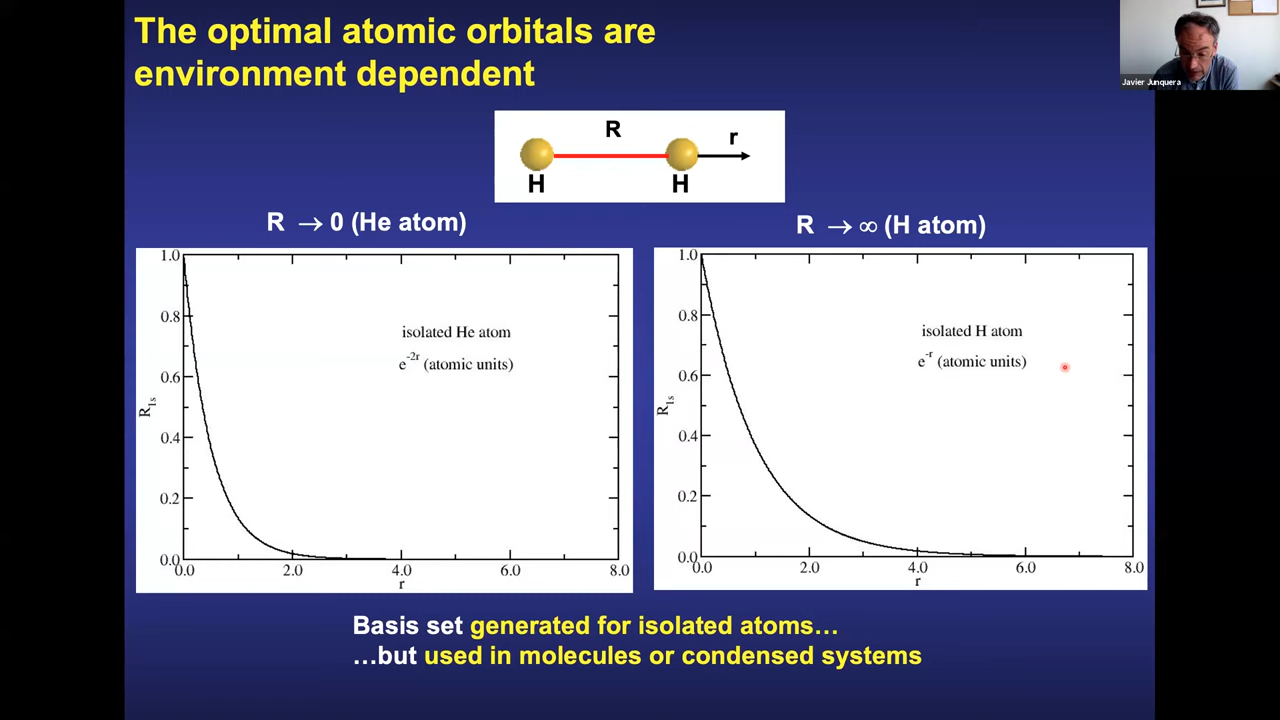 The optimal atomic orbitals are
environment dependent
Javier Junquera
R
r
H
H
R → 0 (He atom)
R → ∞ (H atom)
1.0
0.8
0.6
0.4
0.2
0.0
R1s
isolated He atom
e-2r (atomic units)
0.0
2.0
4.0
6.0
8.0
r
1.0
0.8
0.6
0.4
0.2
0.0
R1s
isolated H atom
e-r (atomic units)
0.0
2.0
4.0
6.0
8.0
r
Basis set generated for isolated atoms…
…but used in molecules or condensed systems